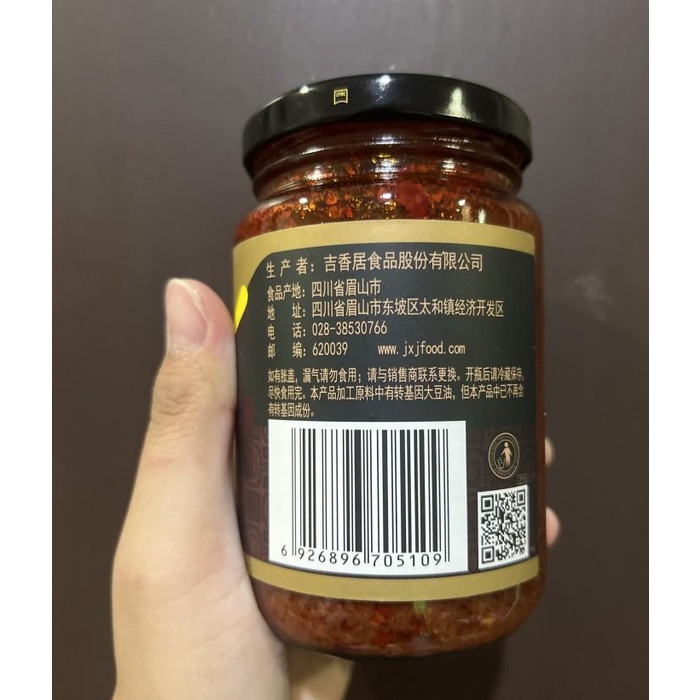 生产者：吉香居食品股份有限公司
食品产地：四川省眉山市
地 址：四川省眉山市东坡区太和镇经济开发区
电 话：028-38530766
邮 编：620039 www.jxjfood.com
如有胀盖，漏气请勿食用；请与销售商联系更换。开瓶后请冷藏保存，
尽快食用完。本产品加工原料中有转基因大豆油，但本产品中已不再含
有转基因成份。
6 926896 705109